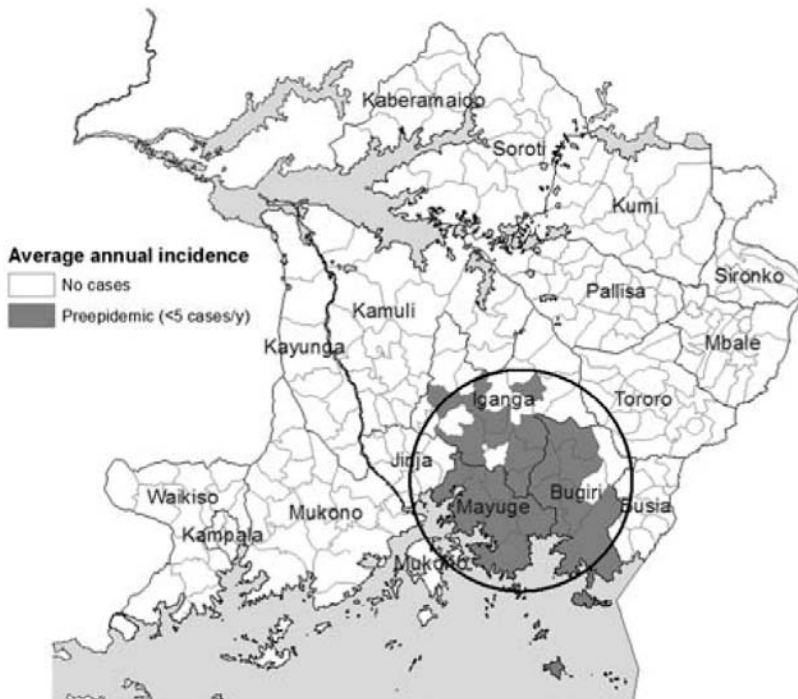 Kaberamaido
Soroti
Kumi
Average annual incidence
No cases
Preepidemic (<5 cases/y)
Sironko
Pallisa
Kamuli
Mbale
Kayunga
Iganga
Tororo
Jinja
Waikiso
Mukono
Mayuge
Bugiri
Busia
Kampala
Mukono